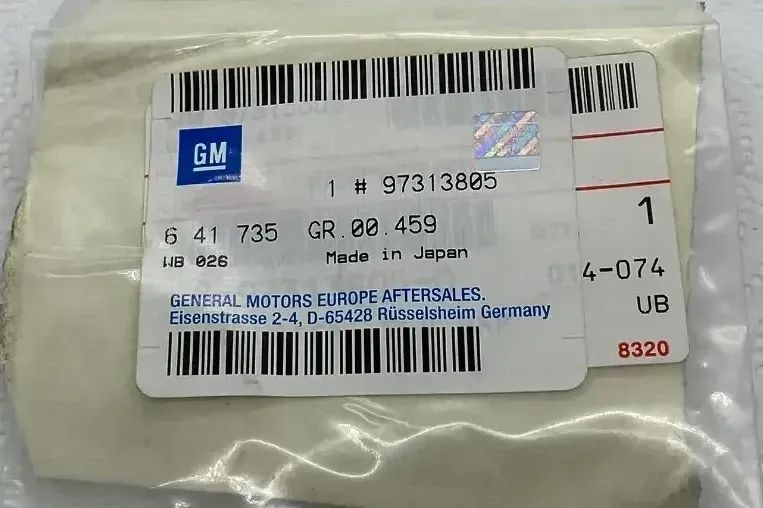 GM
1 # 97313805
6 41 735 GR.00.459
WB 026 Made in Japan
GENERAL MOTORS EUROPE AFTERSALES.
Eisenstrasse 2-4, D-65428 Rüsselsheim Germany
1
4-074
UB
8320